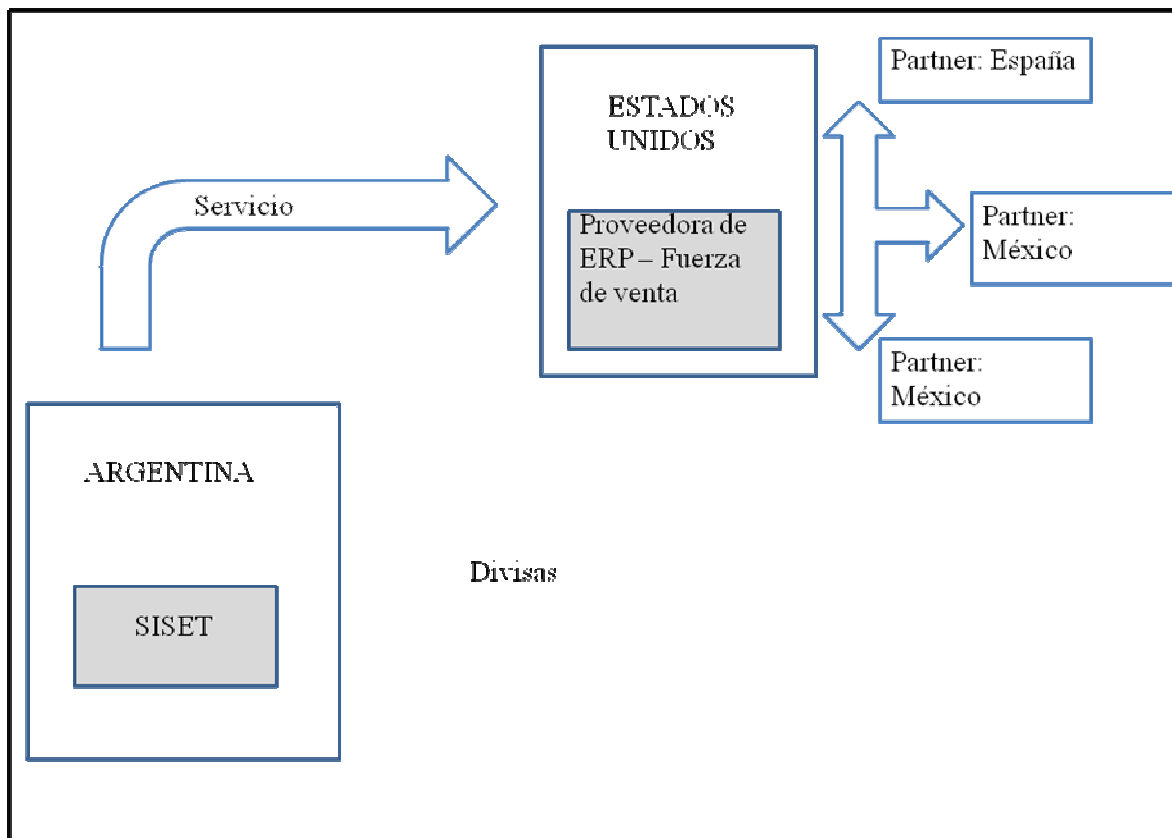 Partner: España
ESTADOS
UNIDOS
Servicio
Proveedora de
ERP – Fuerza
de venta
Partner:
México
Partner:
México
ARGENTINA
Divisas
SISET